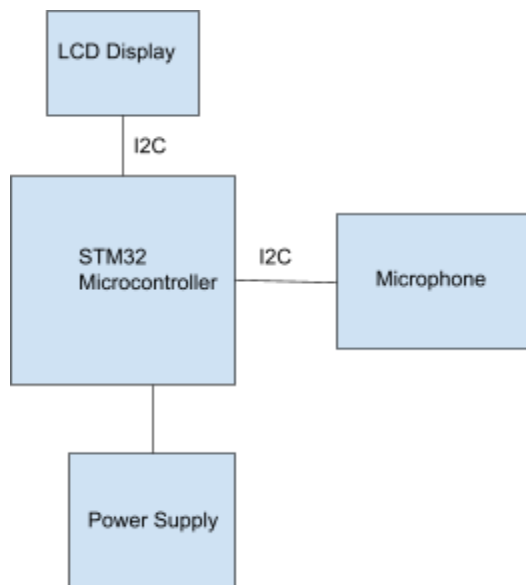 LCD Display
I2C
STM32
Microcontroller
I2C
Microphone
Power Supply